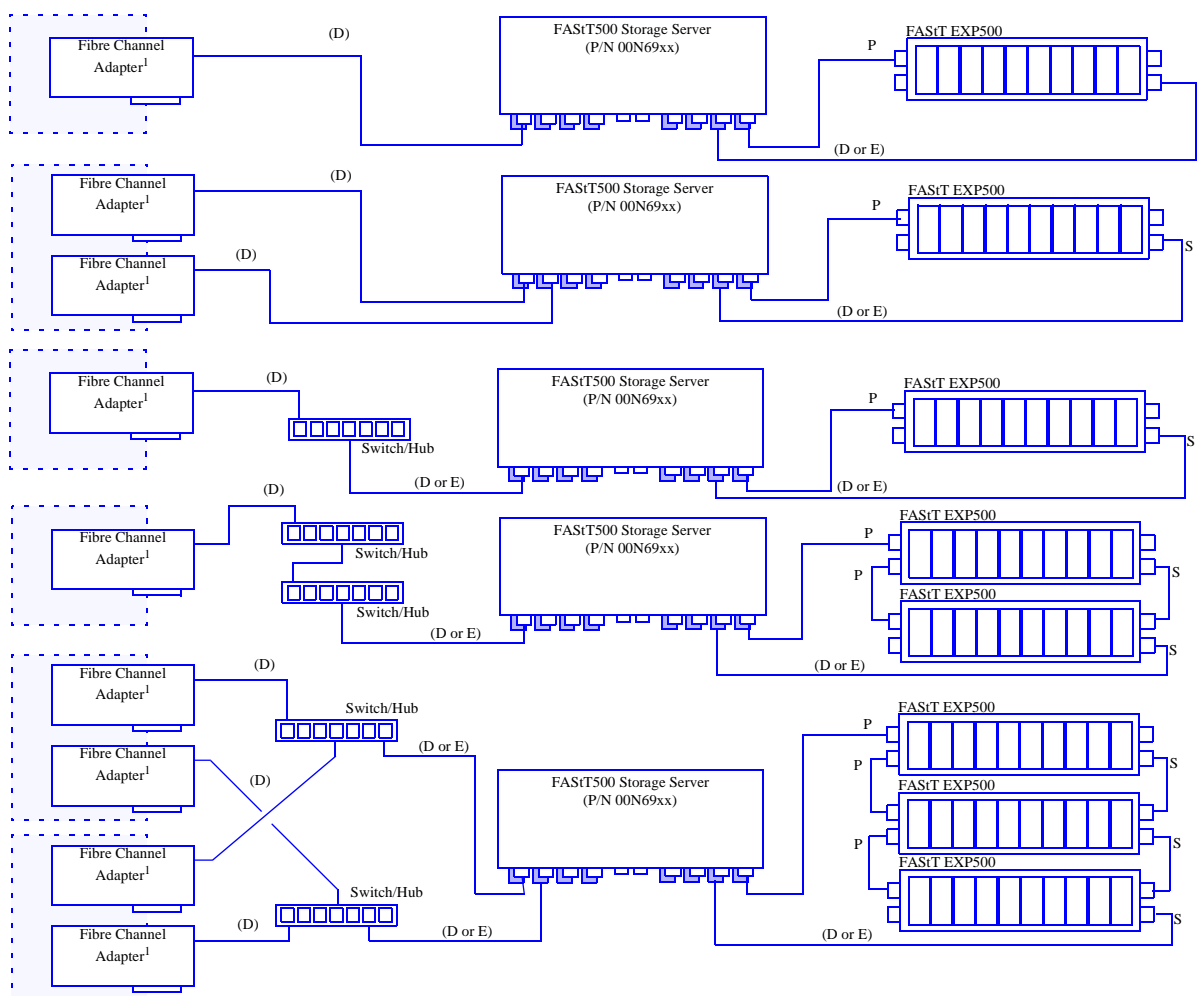 (D)
FAStT500 Storage Server
(P/N 00N69xx)
FAStT EXP500
Fibre Channel
Adapter1
P
(D or E)
(D)
FAStT500 Storage Server
(P/N 00N69xx)
FAStT EXP500
Fibre Channel
Adapter1
P
S
(D)
Fibre Channel
Adapter1
(D or E)
Fibre Channel
Adapter1
(D)
FAStT500 Storage Server
(P/N 00N69xx)
FAStT EXP500
P
S
Switch/Hub
(D or E)
(D or E)
(D)
Fibre Channel
Adapter1
Switch/Hub
Switch/Hub
(D or E)
FAStT500 Storage Server
(P/N 00N69xx)
FAStT EXP500
P
P
S
FAStT EXP500
S
(D or E)
Fibre Channel
Adapter1
(D)
Switch/Hub
(D or E)
FAStT EXP500
P
Fibre Channel
Adapter1
(D)
FAStT500 Storage Server
(P/N 00N69xx)
P
S
FAStT EXP500
Fibre Channel
Adapter1
P
S
FAStT EXP500
Switch/Hub
Fibre Channel
Adapter1
(D)
(D or E)
(D or E)
S